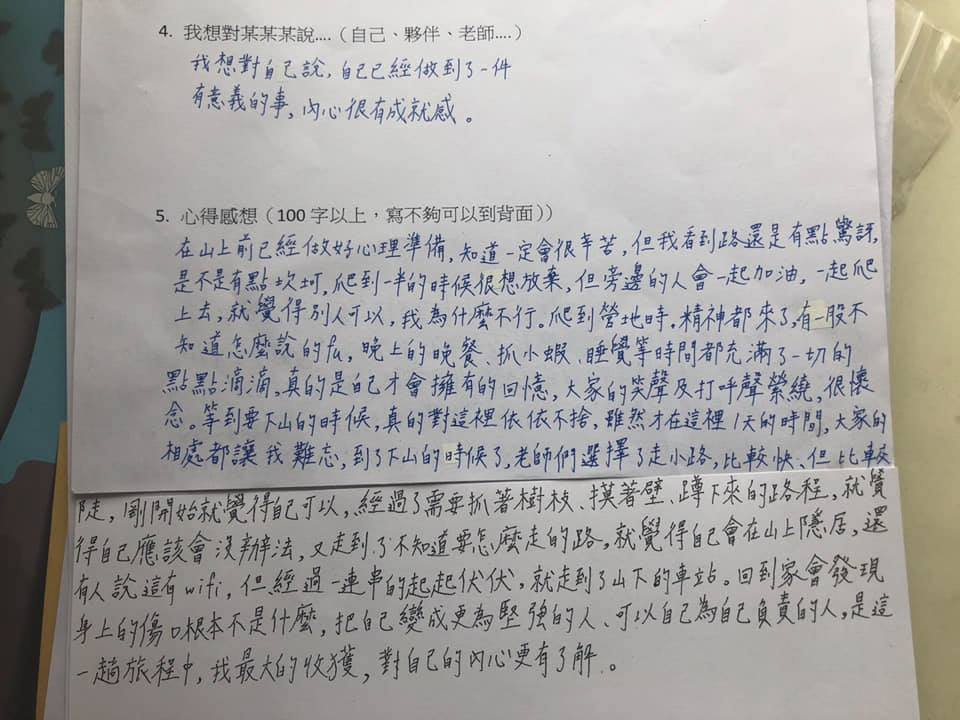 4. 我想對某某某說....（自己、夥伴、老師....）
我想對自己說，自己已經做到了一件
有意義的事，內心很有成就感。
5. 心得感想（100 字以上，寫不夠可以到背面））
在山上前已經做好心理準備，知道一定會很辛苦，但我看到路還是有點驚訝，
是不是有點坎坷，爬到一半的時候很想放棄，但旁邊的人會一起加油，一起爬
上去，就覺得別人可以，我為什麼不行。爬到營地時，精神都來了，有一股不
知道怎麼說的fu，晚上的晚餐、抓小蝦、睡覺等時間都充滿了一切的
點點滴滴，真的是自己才會擁有的回憶，大家的笑聲及打呼聲縈繞，很懷
念。等到要下山的時候，真的對這裡依依不捨，雖然才在這裡1天的時間，大家的
相處都讓我難忘，到了下山的時候了，老師們選擇了走小路，比較快、但比較
陡，剛開始就覺得自己可以，經過了需要抓著樹枝、摸著壁、蹲下來的路程，就覺
得自己應該會沒辦法，又走到了不知道要怎麼走的路，就覺得自己會在山上隱居，還
有人說這有wifi，但經過一連串的起起伏伏，就走到了山下的車站。回到家會發現
身上的傷口根本不是什麼，把自己變成更為堅強的人、可以自己為自己負責的人，是這
一趟旅程中，我最大的收獲，對自己的內心更有了解。